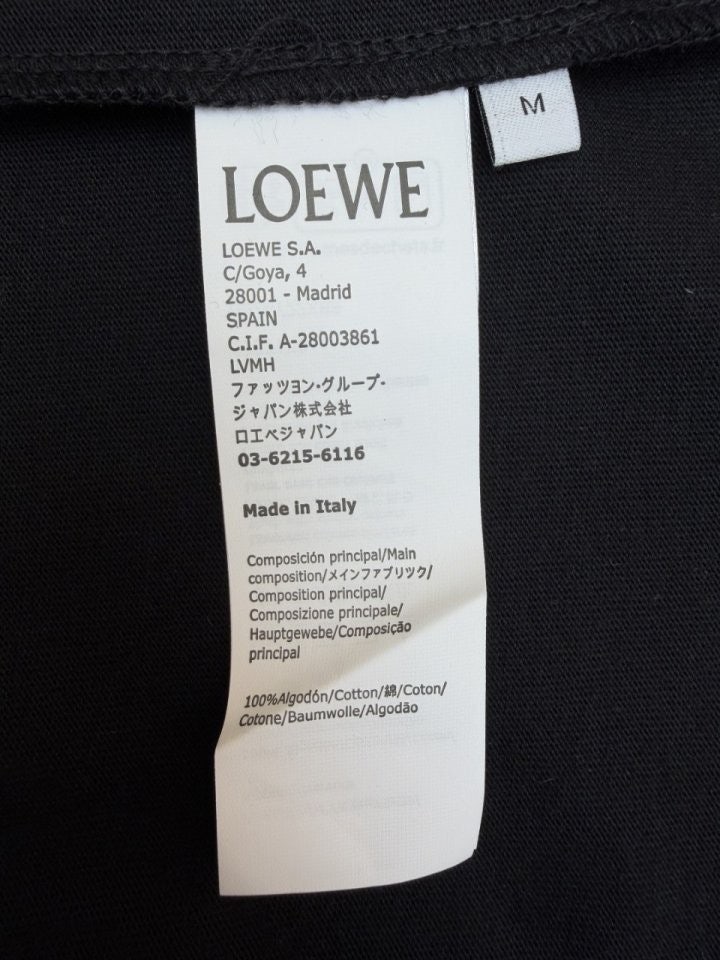 M
LOEWE
LOEWE S.A.
C/Goya, 4
28001 - Madrid
SPAIN
C.I.F. A-28003861
LVMH
ファッツヨン・グループ-
ジャパン株式会社
ロエベジャパン
03-6215-6116
Made in Italy
Composición principal/Main
composition/メインファブリツク/
Composition principal/
Composizione principale/
Hauptgewebe/Composição
principal
100%Algodón/Cotton/綿/Coton/
Cotone/Baumwolle/Algodão